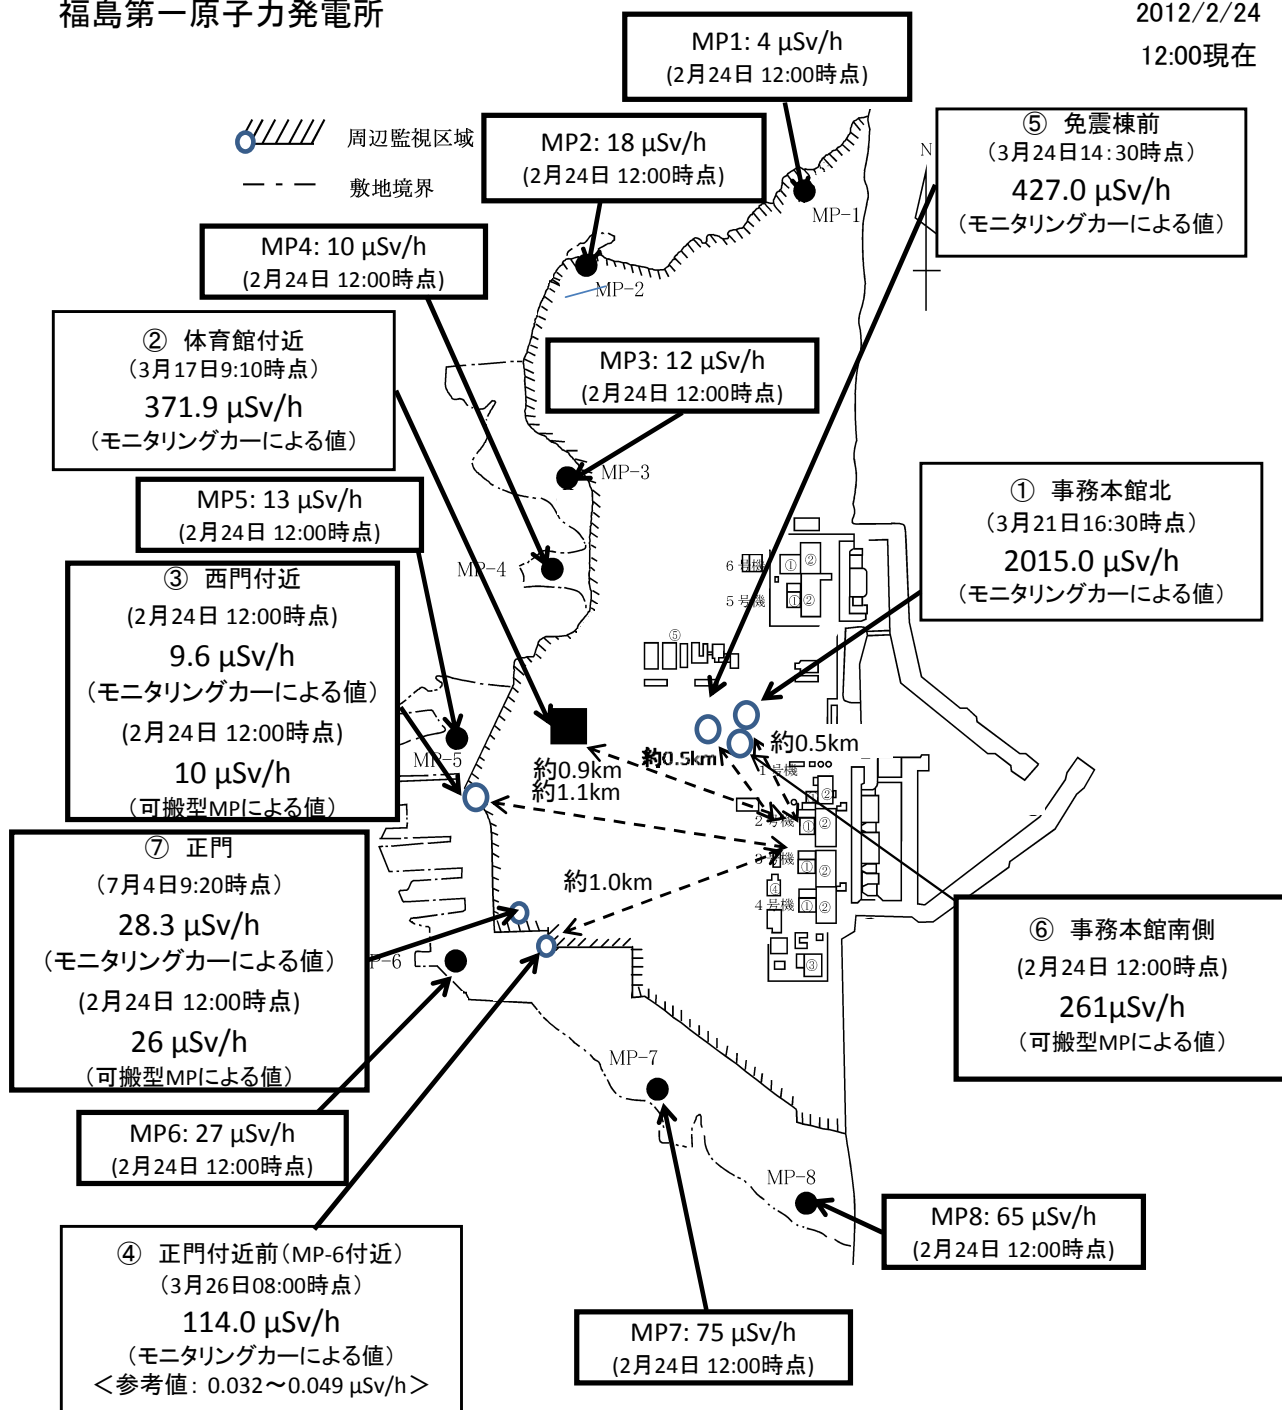 福島第一原子力発電所
2012/2/24
12:00現在
MP1: 4 μSv/h
(2月24日 12:00時点)
周辺監視区域
敷地境界
MP2: 18 μSv/h
(2月24日 12:00時点)
⑤ 免震棟前
(3月24日14:30時点)
427.0 μSv/h
(モニタリングカーによる値)
N
MP-1
MP4: 10 μSv/h
(2月24日 12:00時点)
MP-2
② 体育館付近
(3月17日9:10時点)
371.9 μSv/h
(モニタリングカーによる値)
MP3: 12 μSv/h
(2月24日 12:00時点)
MP-3
MP5: 13 μSv/h
(2月24日 12:00時点)
① 事務本館北
(3月21日16:30時点)
2015.0 μSv/h
(モニタリングカーによる値)
MP-4
6号機
① ②
5号機
① ②
③ 西門付近
(2月24日 12:00時点)
9.6 μSv/h
(モニタリングカーによる値)
(2月24日 12:00時点)
10 μSv/h
(可搬型MPによる値)
⑤
MP-5
約0.9km
約1.1km
約0.5km
約0.5km
1号機
②
2号機
① ②
3号機
① ②
④
4号機
① ②
③
約1.0km
⑦ 正門
(7月4日9:20時点)
28.3 μSv/h
(モニタリングカーによる値)
(2月24日 12:00時点)
26 μSv/h
(可搬型MPによる値)
P-6
⑥ 事務本館南側
(2月24日 12:00時点)
261μSv/h
(可搬型MPによる値)
MP-7
MP6: 27 μSv/h
(2月24日 12:00時点)
MP-8
MP8: 65 μSv/h
(2月24日 12:00時点)
④ 正門付近前(MP-6付近)
(3月26日08:00時点)
114.0 μSv/h
(モニタリングカーによる値)
<参考値: 0.032~0.049 μSv/h>
MP7: 75 μSv/h
(2月24日 12:00時点)